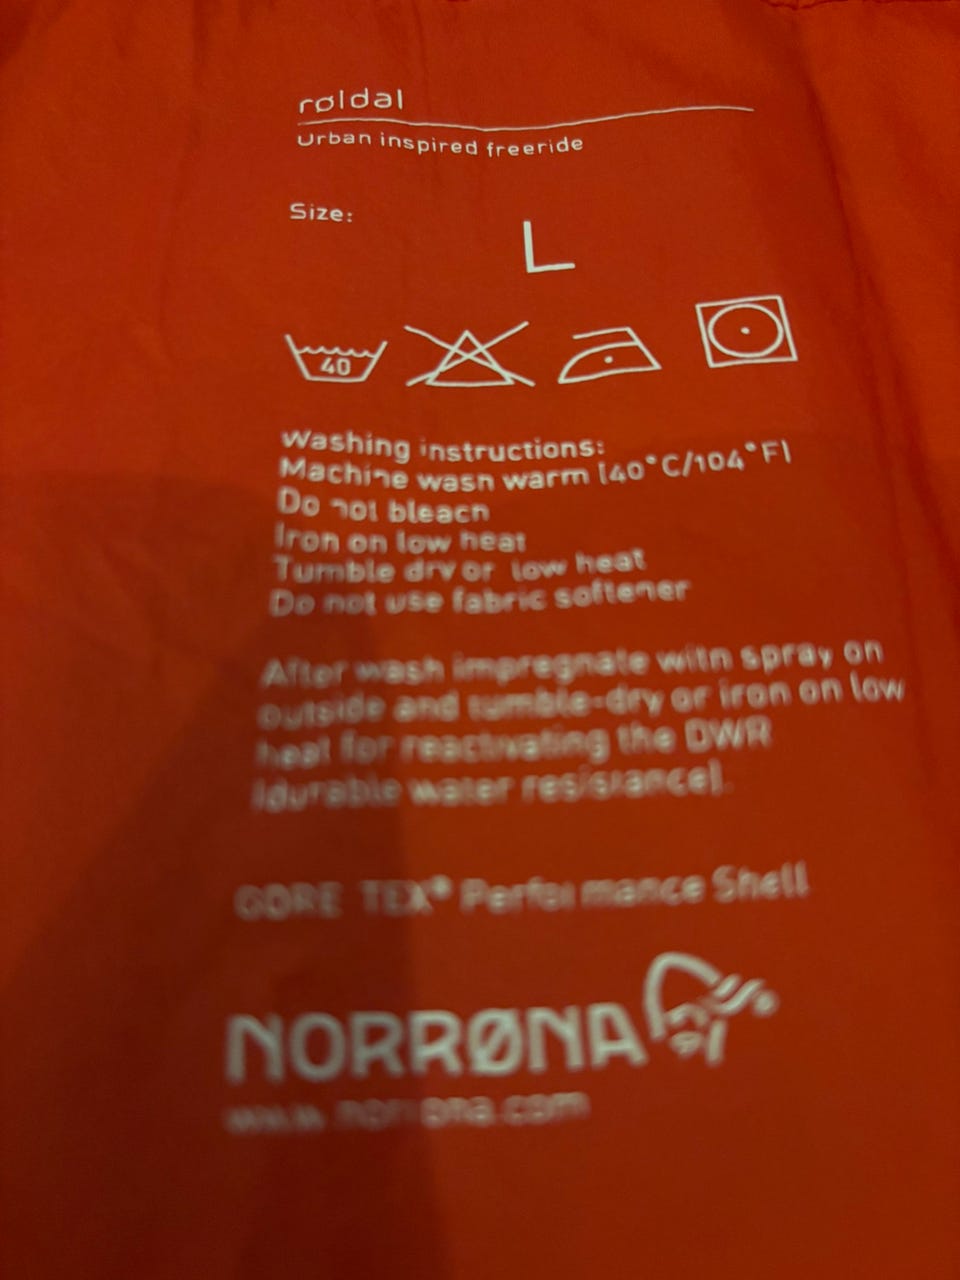 røldal
Urban inspired freeride
Size:
L
40
Washing instructions:
Machine wash warm (40°C/104°F)
Do not bleach
Iron on low heat
Tumble dry or low heat
Do not use fabric softener
After wash impregnate with spray on
outside and tumble-dry or iron on low
heat for reactivating the DWR
(durable water resistance).
GORE TEX® Performance Shell
NORRØNA
www.norrona.com